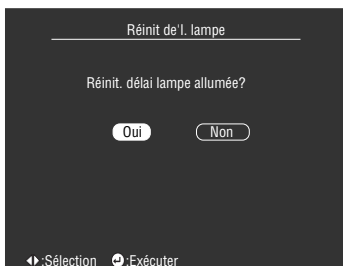 Réinit de'l. lampe
Réinit. délai lampe allumée?
Oui Non
:Sélection :Exécuter